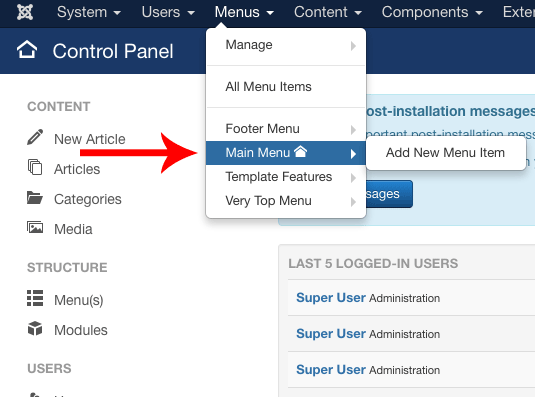 System Users Menus Content Components
Control Panel
Manage
All Menu Items
Footer Menu
Main Menu
Add New Menu Item
Template Features
Very Top Menu
CONTENT
New Article
Articles
Categories
Media
STRUCTURE
Menu(s)
Modules
USERS
ost-installation messages
portant post-installation
sages
LAST 5 LOGGED-IN USERS
Super User Administration
Super User Administration
Super User Administration